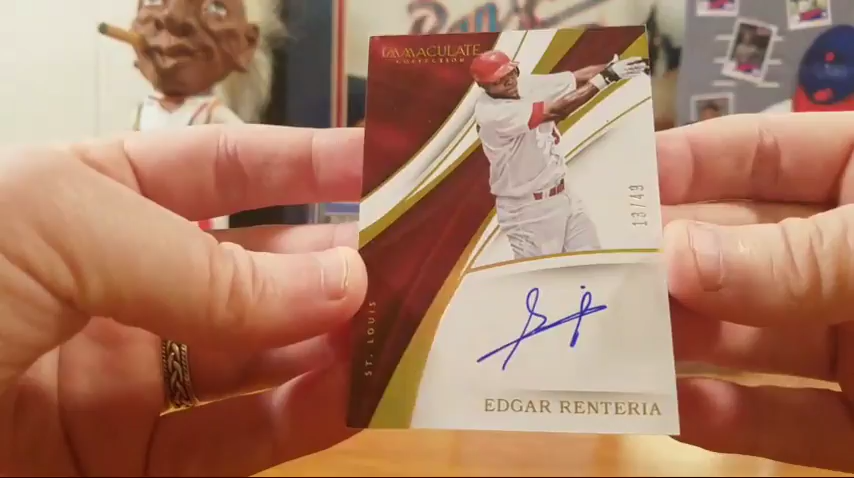 IMMACULATE
COLLECTION
13/49
ST. LOUIS
EDGAR RENTERIA